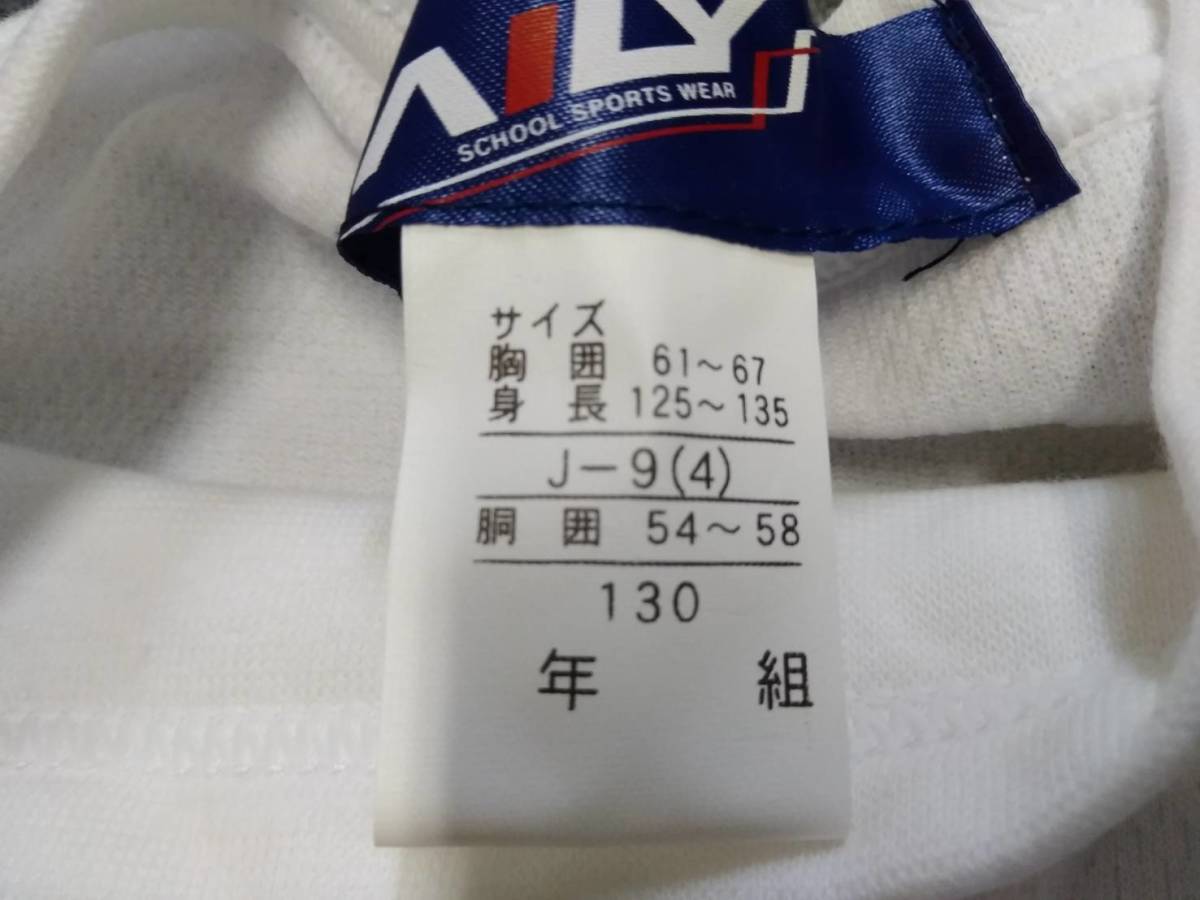 AiLY
SCHOOL SPORTS WEAR
サイズ
胸 囲 61〜67
身 長 125〜135
J－9(4)
胴 囲 54〜58
130
年 組